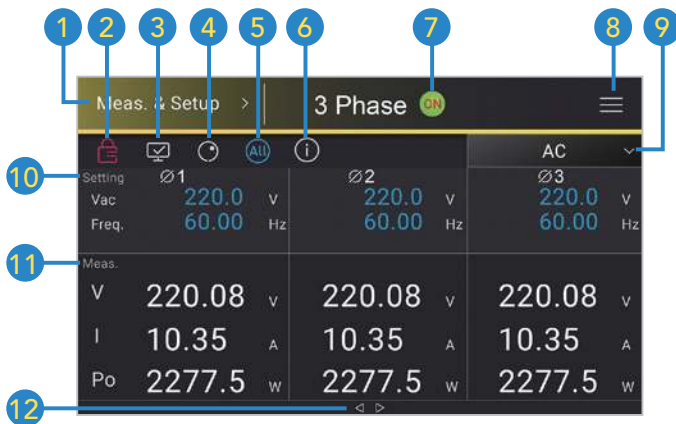 1 2 3 4 5 6 7 8 9
Meas. & Setup > 3 Phase ON
All i AC
10 Setting Ø1 Ø2 Ø3
Vac 220.0 V 220.0 V 220.0 V
Freq. 60.00 Hz 60.00 Hz 60.00 Hz
11 Meas.
V 220.08 V 220.08 V 220.08 V
I 10.35 A 10.35 A 10.35 A
Po 2277.5 W 2277.5 W 2277.5 W
12